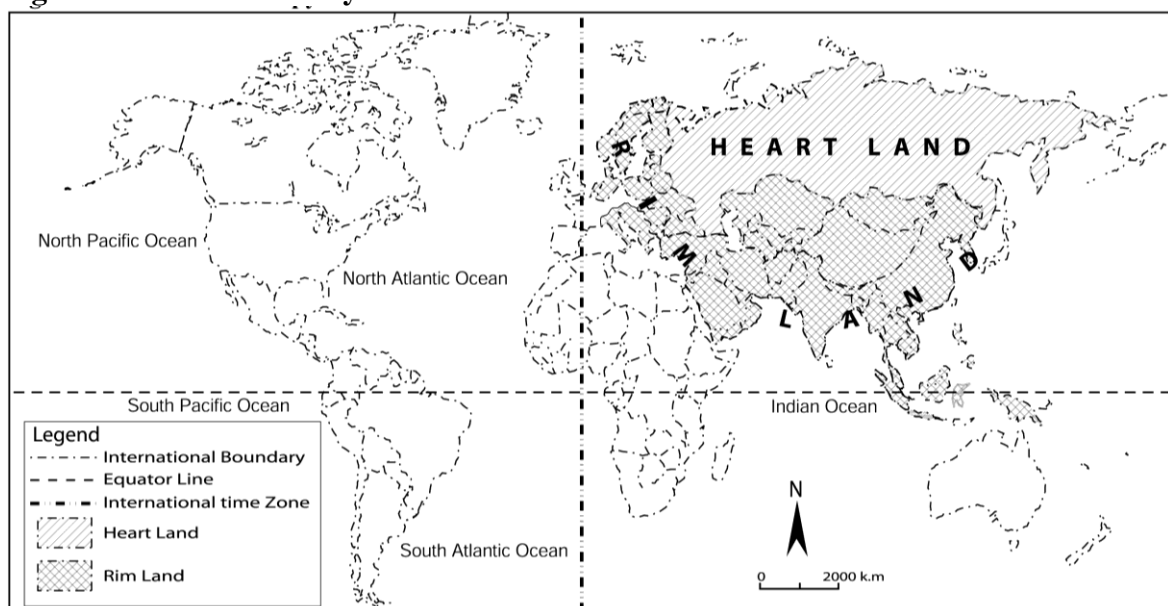 HEART LAND
RIM LAND
North Pacific Ocean
North Atlantic Ocean
South Pacific Ocean
Indian Ocean
Legend
International Boundary
Equator Line
International time Zone
Heart Land
Rim Land
South Atlantic Ocean
N
0 2000 k.m